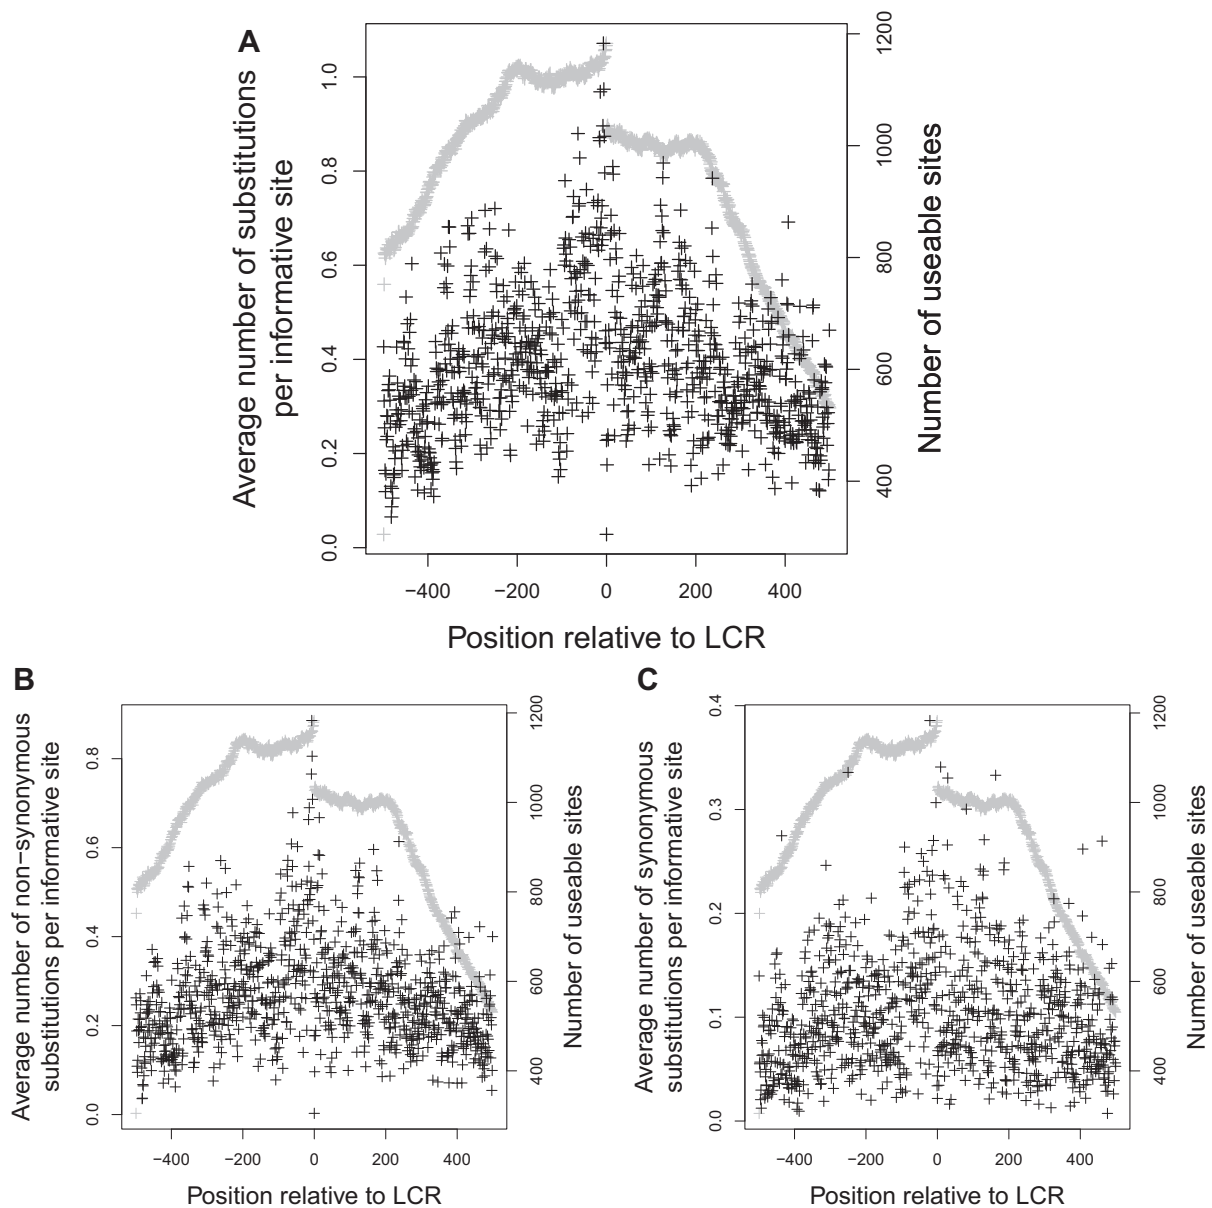 A
Average number of substitutions
per informative site
0.0 0.2 0.4 0.6 0.8 1.0
400 600 800 1000 1200
Number of useable sites
−400 −200 0 200 400
Position relative to LCR
B
Average number of non−synonymous
substitutions per informative site
0.0 0.2 0.4 0.6 0.8
400 600 800 1000 1200
Number of useable sites
−400 −200 0 200 400
Position relative to LCR
C
Average number of synonymous
substitutions per informative site
0.0 0.1 0.2 0.3 0.4
400 600 800 1000 1200
Number of useable sites
−400 −200 0 200 400
Position relative to LCR